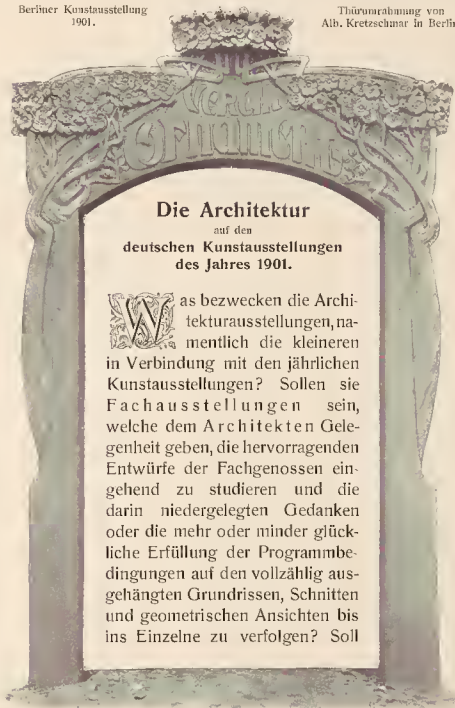 Berliner Kunstausstellung
1901.
Thürumrahmung von
Alb. Kretzschmar in Berlin
VEREIN
ORNAMENT
Die Architektur
auf den
deutschen Kunstausstellungen
des Jahres 1901.
Was bezwecken die Archi-
tekturausstellungen, na-
mentlich die kleineren
in Verbindung mit den jährlichen
Kunstausstellungen? Sollen sie
Fachausstellungen sein,
welche dem Architekten Gele-
genheit geben, die hervorragenden
Entwürfe der Fachgenossen ein-
gehend zu studieren und die
darin niedergelegten Gedanken
oder die mehr oder minder glück-
liche Erfüllung der Programmbe-
dingungen auf den vollzählig aus-
gehängten Grundrissen, Schnitten
und geometrischen Ansichten bis
ins Einzelne zu verfolgen? Soll